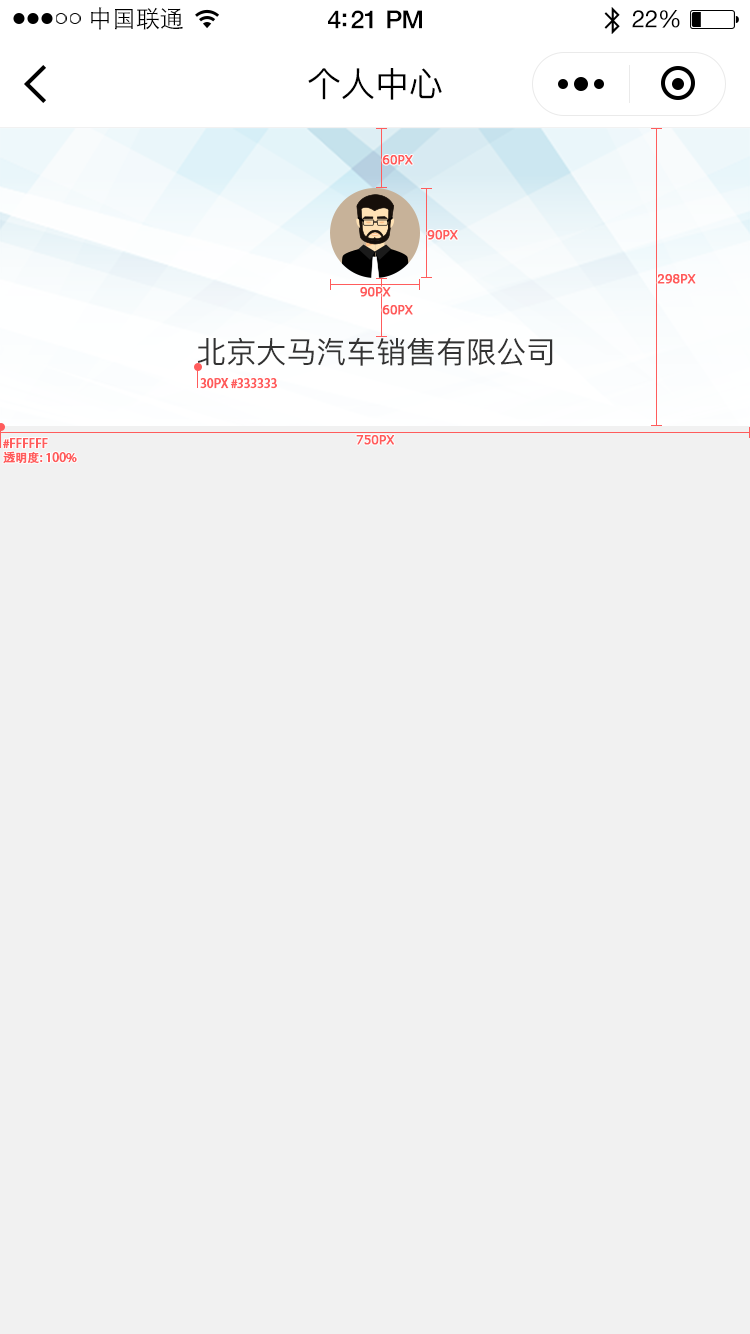 中国联通 4:21 PM 22%
个人中心
60PX
90PX
298PX
90PX
60PX
北京大马汽车销售有限公司
30PX #333333
750PX
#FFFFFF
透明度: 100%